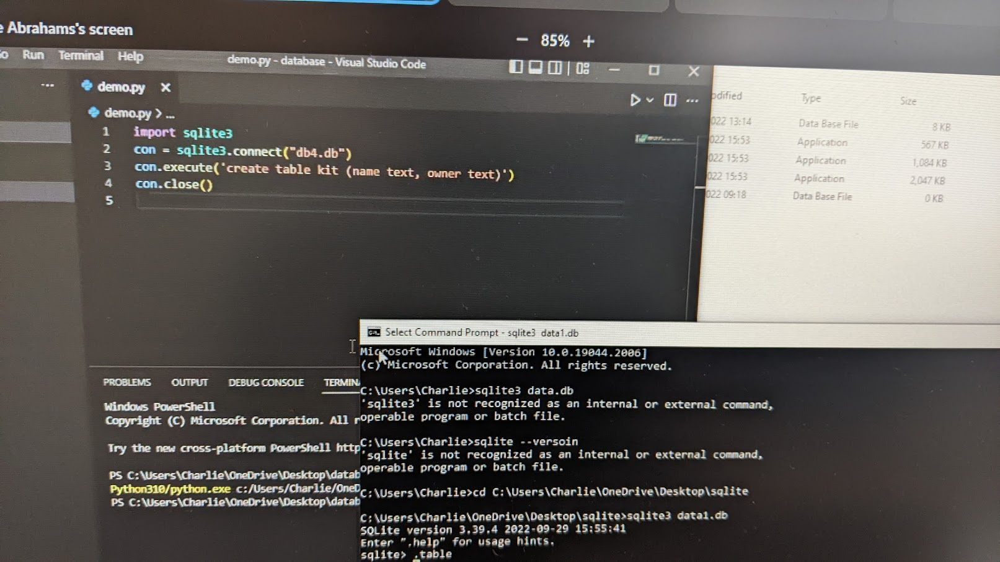 e Abrahams's screen
85%
Run Terminal Help
demo.py - database - Visual Studio Code
demo.py
demo.py > ...
1 import sqlite3
2 con = sqlite3.connect("db4.db")
3 con.execute('create table kit (name text, owner text)')
4 con.close()
5
odified Type Size
022 13:14 Data Base File 8 KB
022 15:53 Application 567 KB
022 15:53 Application 1,084 KB
022 15:53 Application 2,047 KB
022 09:18 Data Base File 0 KB
PROBLEMS OUTPUT DEBUG CONSOLE TERMIN
Windows PowerShell
Copyright (C) Microsoft Corporation. All r
Try the new cross-platform PowerShell http
PS C:\Users\Charlie\OneDrive\Desktop\datab
Python310/python.exe c:/Users/Charlie/OneD
PS C:\Users\Charlie\OneDrive\Desktop\datab
Select Command Prompt - sqlite3 data1.db
Microsoft Windows [Version 10.0.19044.2006]
(c) Microsoft Corporation. All rights reserved.
C:\Users\Charlie>sqlite3 data.db
'sqlite3' is not recognized as an internal or external command,
operable program or batch file.
C:\Users\Charlie>sqlite --versoin
'sqlite' is not recognized as an internal or external command,
operable program or batch file.
C:\Users\Charlie>cd C:\Users\Charlie\OneDrive\Desktop\sqlite
C:\Users\Charlie\OneDrive\Desktop\sqlite>sqlite3 data1.db
SQLite version 3.39.4 2022-09-29 15:55:41
Enter ".help" for usage hints.
sqlite> .table